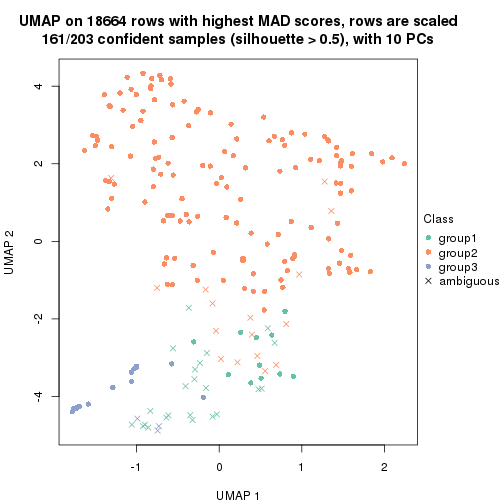 UMAP on 18664 rows with highest MAD scores, rows are scaled
161/203 confident samples (silhouette > 0.5), with 10 PCs
4
2
0
-2
-4
UMAP 2
-1
0
1
2
UMAP 1
Class
group1
group2
group3
ambiguous